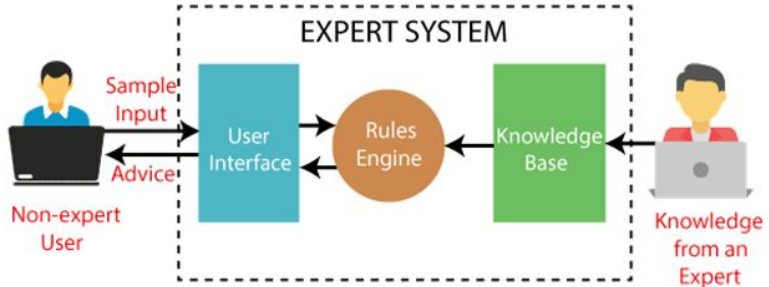 EXPERT SYSTEM
Sample
Input
Advice
Non-expert
User
User
Interface
Rules
Engine
Knowledge
Base
Knowledge
from an
Expert